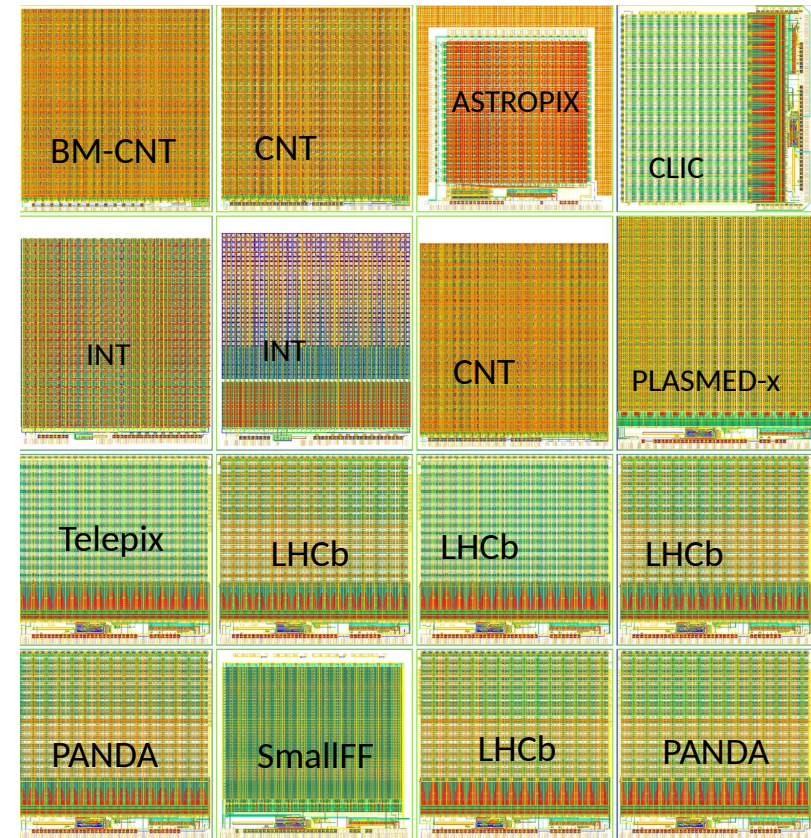 BM-CNT
CNT
ASTROPIX
CLIC
INT
INT
CNT
PLASMED-x
Telepix
LHCb
LHCb
LHCb
PANDA
SmallFF
LHCb
PANDA